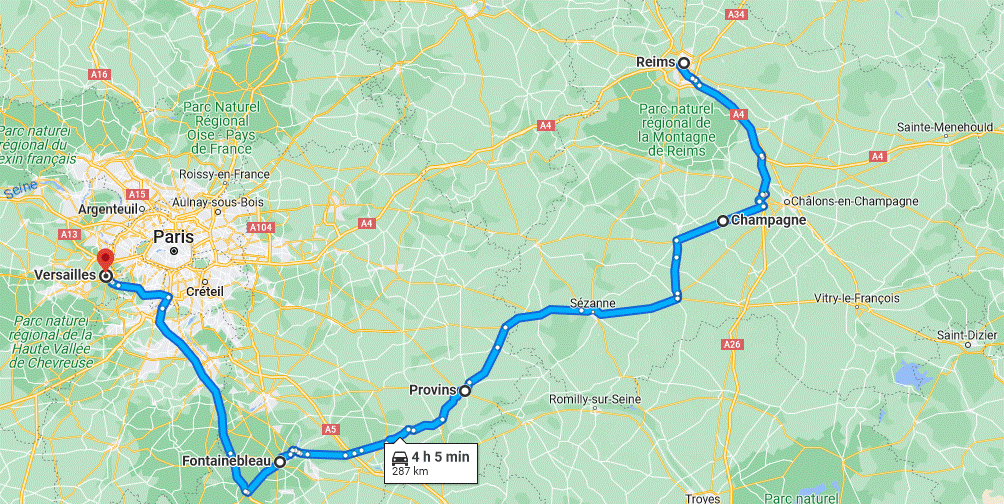 A34
Reims
A16
Parc Naturel
Régional
Oise - Pays
de France
Parc naturel
régional de
la Montagne
de Reims
A4
A4
Sainte-Menehould
A4
Parc naturel
régional du
exin français
Roissy-en-France
Seine
A15
Aulnay-sous-Bois
Argenteuil
Châlons-en-Champagne
Champagne
A13
A4
A104
Paris
Versailles
Créteil
Sézanne
Vitry-le-François
Parc naturel
régional de la
Haute Vallée
de Chevreuse
Saint-Dizier
A26
Provins
Romilly-sur-Seine
A5
4 h 5 min
287 km
Fontainebleau
Troyes
Parc naturel